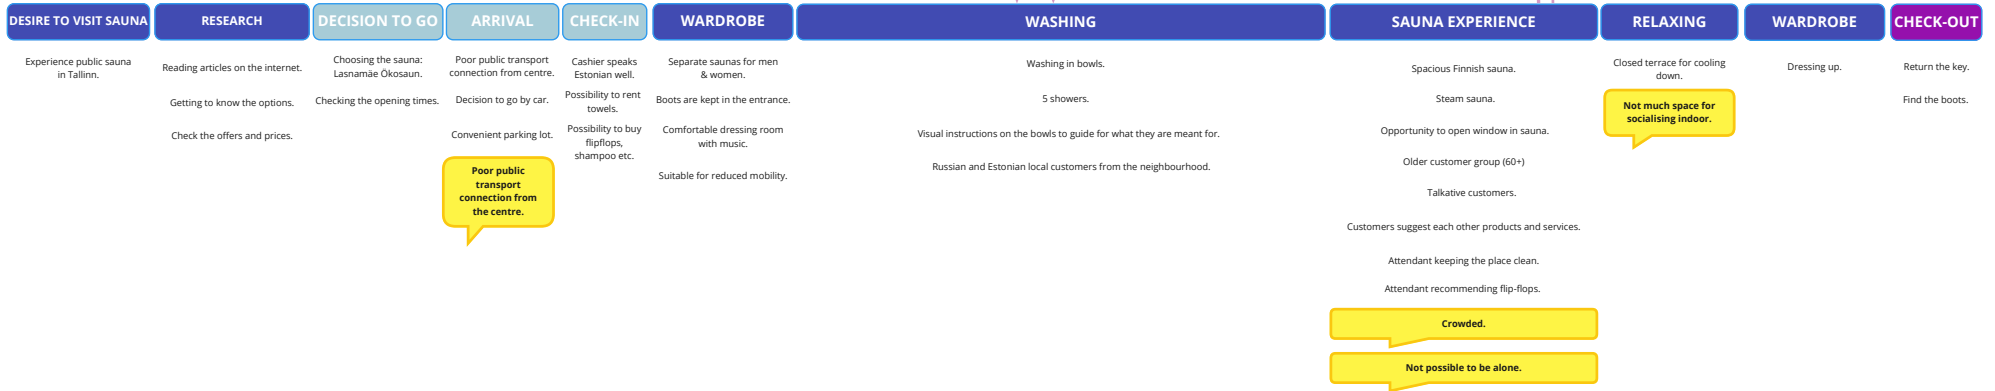 DESIRE TO VISIT SAUNA
Experience public sauna
in Tallinn.
RESEARCH
Reading articles on the internet.
Getting to know the options.
Check the offers and prices.
DECISION TO GO
Choosing the sauna:
Lasnamäe Ökosaun.
Checking the opening times.
ARRIVAL
Poor public transport
connection from centre.
Decision to go by car.
Convenient parking lot.
Poor public
transport
connection from
the centre.
CHECK-IN
Cashier speaks
Estonian well.
Possibility to rent
towels.
Possibility to buy
flipflops,
shampoo etc.
WARDROBE
Separate saunas for men
& women.
Boots are kept in the entrance.
Comfortable dressing room
with music.
Suitable for reduced mobility.
WASHING
Washing in bowls.
5 showers.
Visual instructions on the bowls to guide for what they are meant for.
Russian and Estonian local customers from the neighbourhood.
SAUNA EXPERIENCE
Spacious Finnish sauna.
Steam sauna.
Opportunity to open window in sauna.
Older customer group (60+)
Talkative customers.
Customers suggest each other products and services.
Attendant keeping the place clean.
Attendant recommending flip-flops.
Crowded.
Not possible to be alone.
RELAXING
Closed terrace for cooling
down.
Not much space for
socialising indoor.
WARDROBE
Dressing up.
CHECK-OUT
Return the key.
Find the boots.